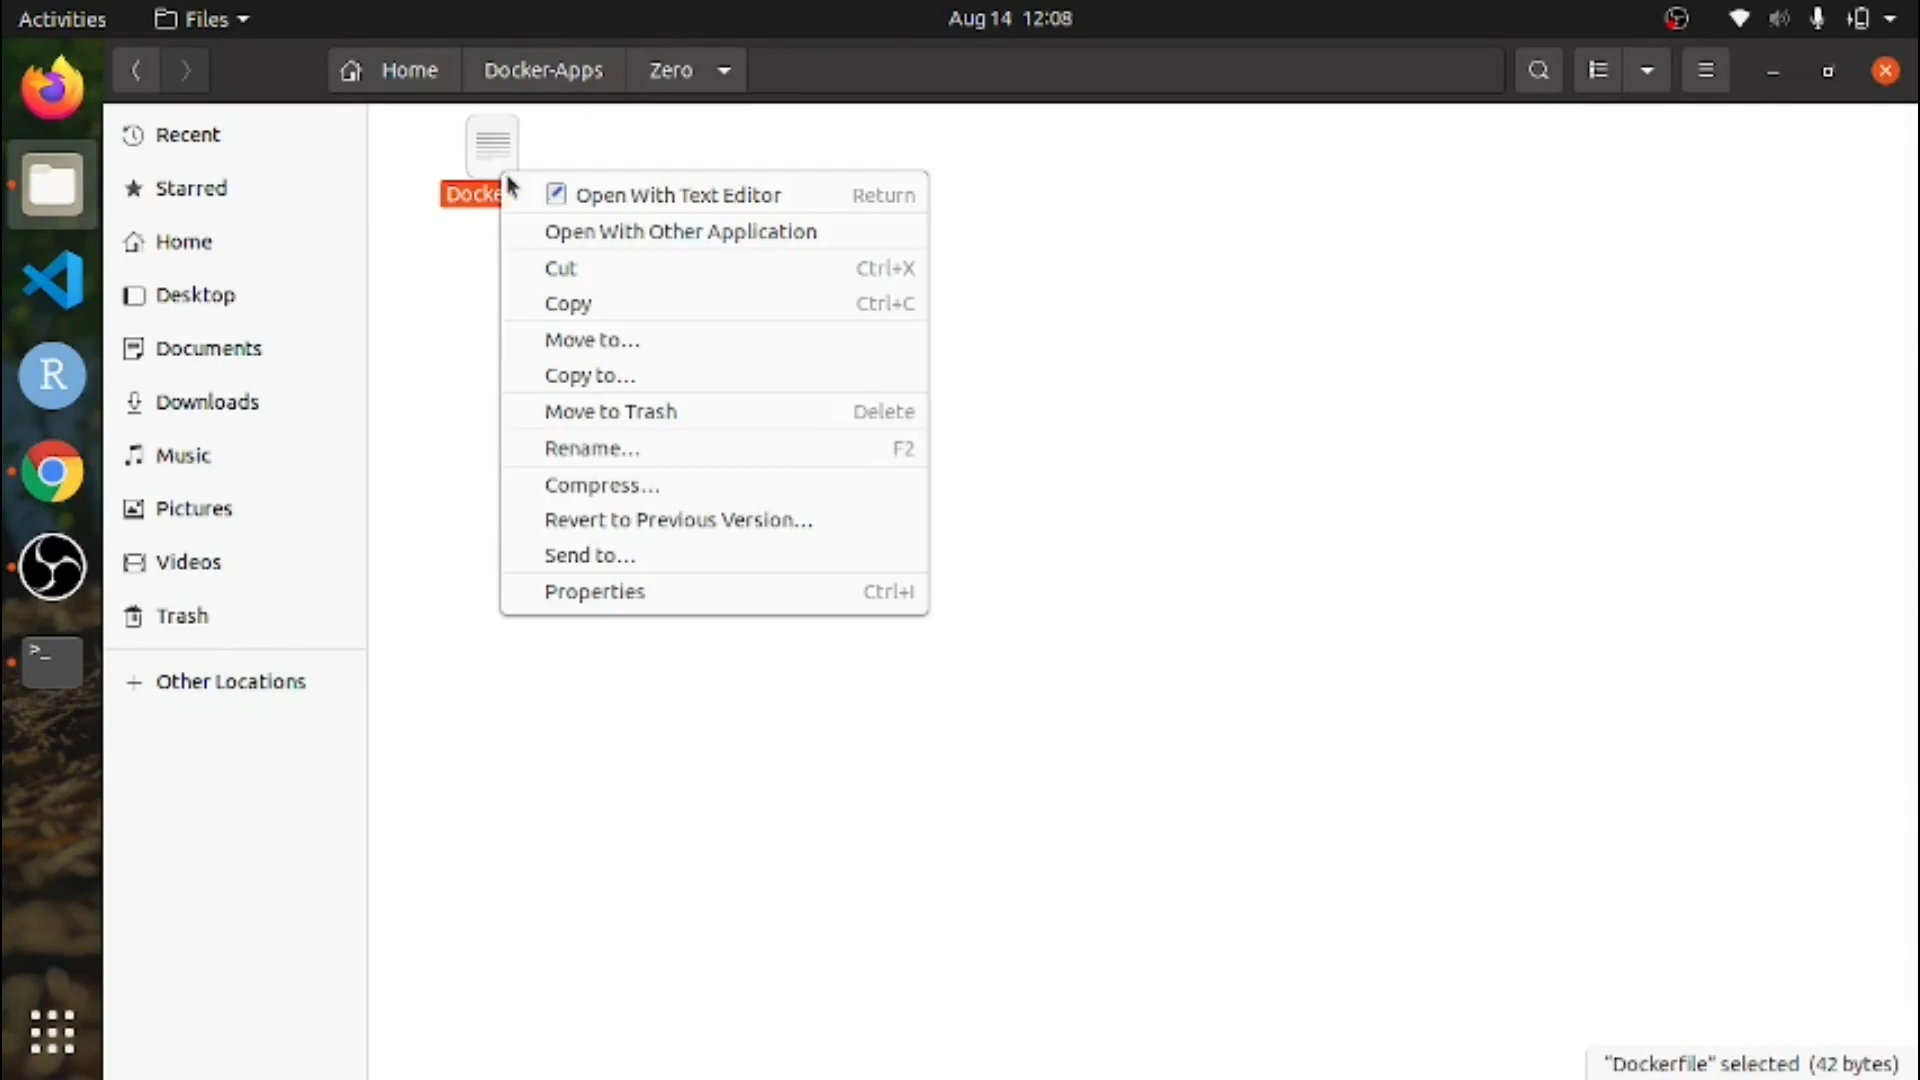 Activities Files Aug 14 12:08
Home Docker-Apps Zero
Recent
Starred
Home
Desktop
Documents
Downloads
Music
Pictures
Videos
Trash
Other Locations
Docke
Open With Text Editor Return
Open With Other Application
Cut Ctrl+X
Copy Ctrl+C
Move to...
Copy to...
Move to Trash Delete
Rename... F2
Compress...
Revert to Previous Version...
Send to...
Properties Ctrl+I
R
>_
"Dockerfile" selected (42 bytes)